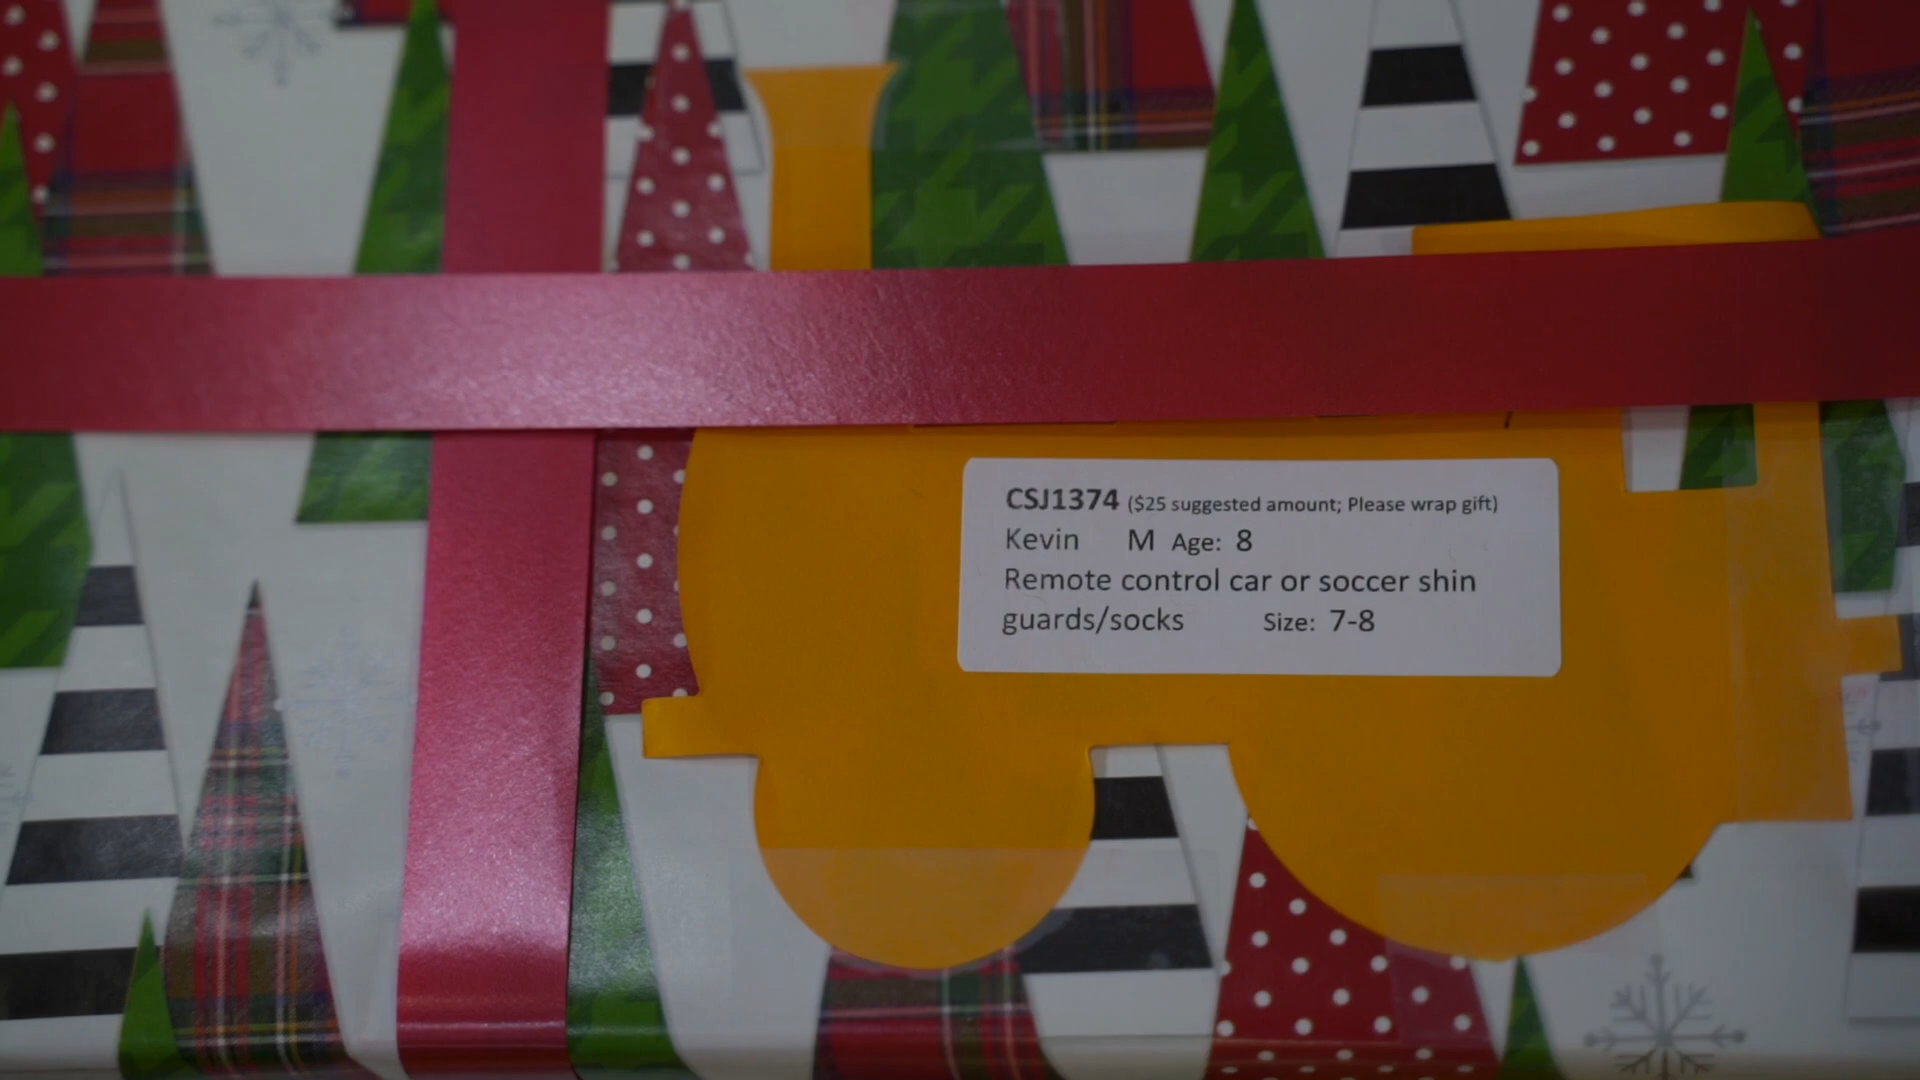 CSJ1374 ($25 suggested amount; Please wrap gift)
Kevin M Age: 8
Remote control car or soccer shin
guards/socks Size: 7-8